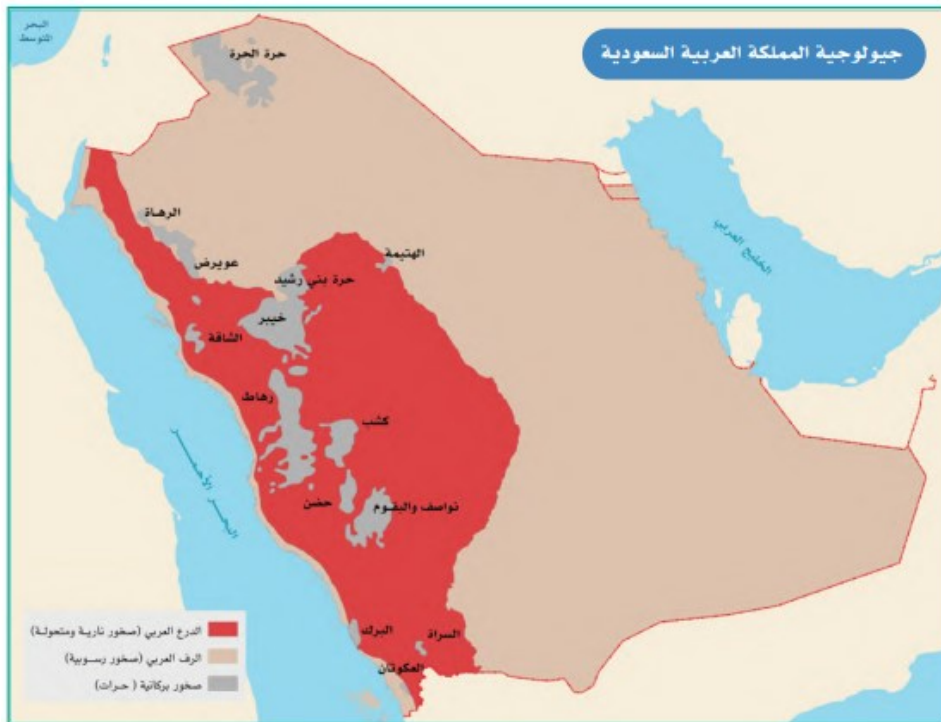 البحر
المتوسط
جيولوجية المملكة العربية السعودية
حرة الحرة
الرهاة
عويرض
الهتيمة
حرة بني رشيد
خيبر
الشاقة
رهاط
كشب
حضن
نواصف والبقوم
البرك
السراة
العكوتان
الخليج العربي
البحر الأحمــــر
الدرع العربي (صخور نارية ومتحولة)
الرف العربي (صخور رسوبية)
صخور بركانية ( حرات)